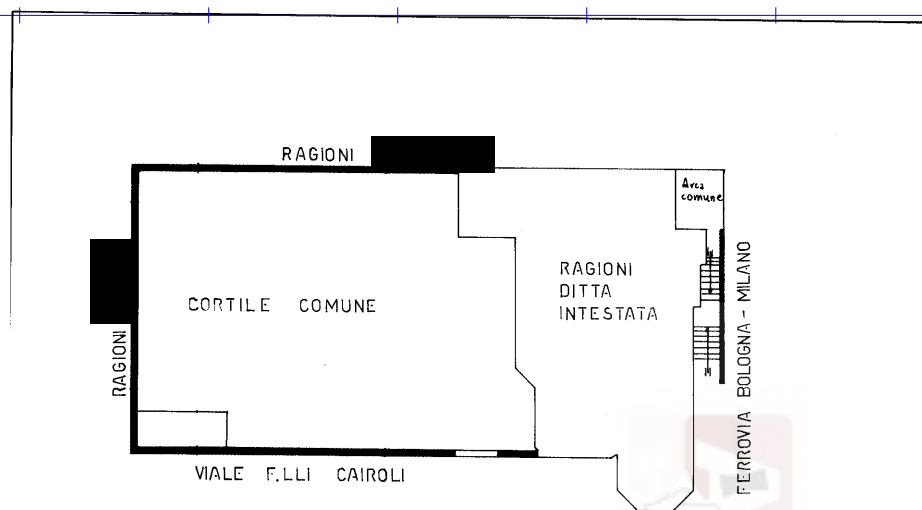 RAGIONI
Area
comune
RAGIONI
DITTA
INTESTATA
CORTILE COMUNE
RAGIONI
FERROVIA BOLOGNA - MILANO
VIALE F.LLI CAIROLI